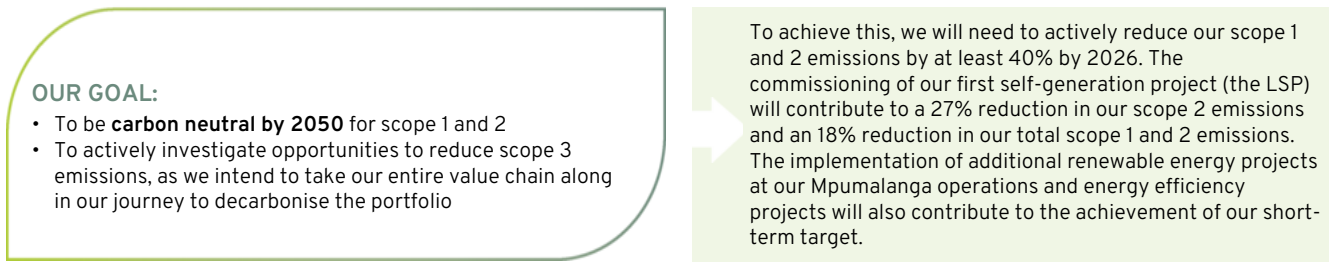 OUR GOAL:
• To be carbon neutral by 2050 for scope 1 and 2
• To actively investigate opportunities to reduce scope 3
emissions, as we intend to take our entire value chain along
in our journey to decarbonise the portfolio
To achieve this, we will need to actively reduce our scope 1
and 2 emissions by at least 40% by 2026. The
commissioning of our first self-generation project (the LSP)
will contribute to a 27% reduction in our scope 2 emissions
and an 18% reduction in our total scope 1 and 2 emissions.
The implementation of additional renewable energy projects
at our Mpumalanga operations and energy efficiency
projects will also contribute to the achievement of our short-
term target.